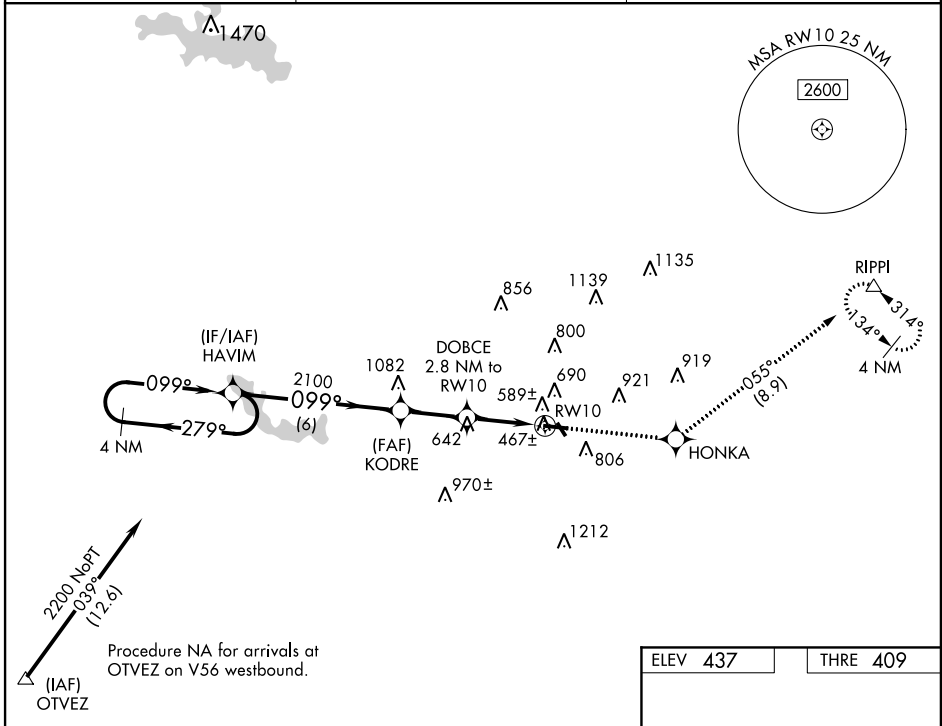 1470
MSA RW10 25 NM
2600
1135
1139
856
RIPPI
314°
134°
4 NM
800
(IF/IAF)
HAVIM
DOBCE
2.8 NM to
RW10
1082
919
690
921
055°
(8.9)
099°
2100
099°
(6)
589±
RW10
279°
4 NM
(FAF)
KODRE
642
467±
806
HONKA
970±
1212
2200 NoPT
039°
(12.6)
Procedure NA for arrivals at
OTVEZ on V56 westbound.
(IAF)
OTVEZ
ELEV 437
THRE 409